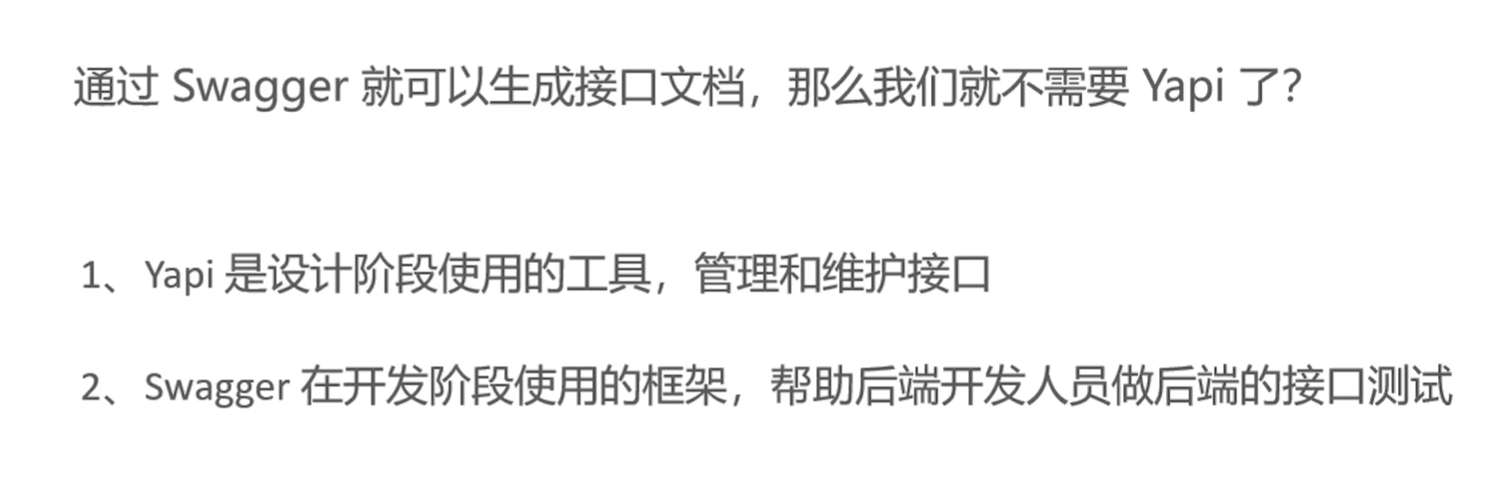 通过 Swagger 就可以生成接口文档，那么我们就不需要 Yapi 了？
1、Yapi 是设计阶段使用的工具，管理和维护接口
2、Swagger 在开发阶段使用的框架，帮助后端开发人员做后端的接口测试